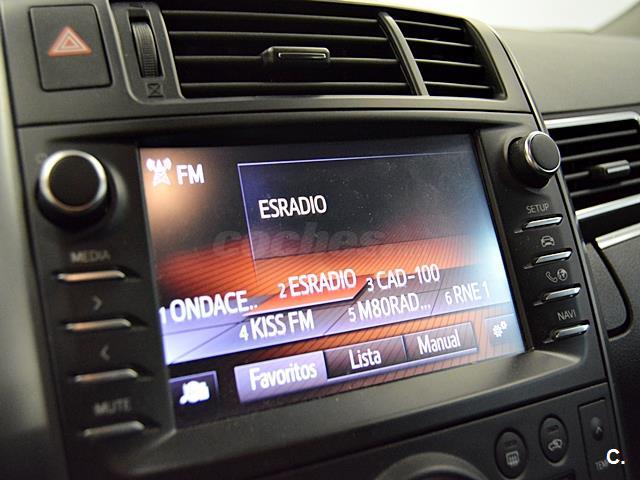 FM
ESRADIO
coches
1 ONDACE...
2 ESRADIO
3 CAD-100
4 KISS FM
5 M80RAD...
6 RNE 1
Favoritos
Lista
Manual
MEDIA
MUTE
SETUP
NAVI
TEMP
C.